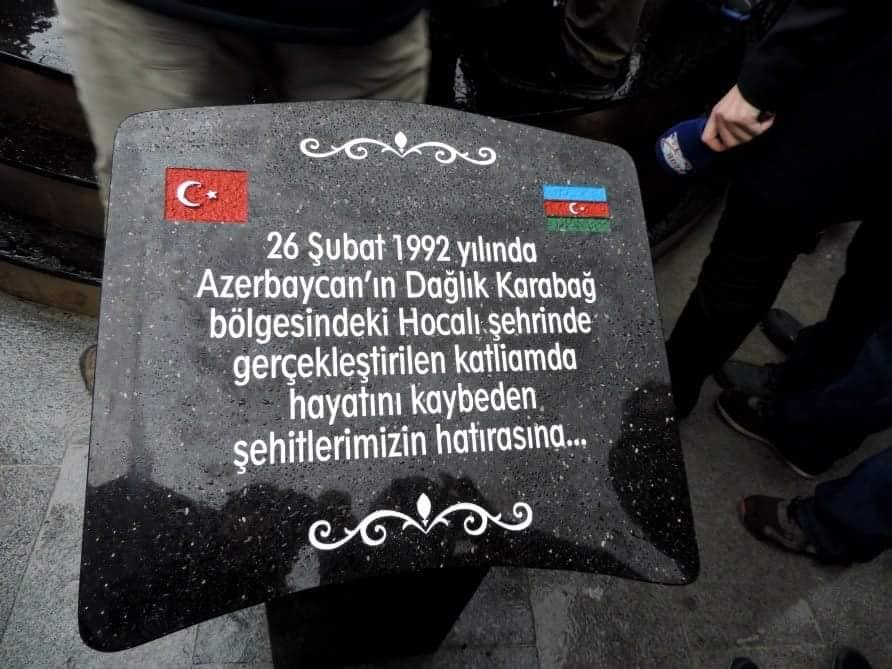 26 Şubat 1992 yılında
Azerbaycan'ın Dağlık Karabağ
bölgesindeki Hocalı şehrinde
gerçekleştirilen katliamda
hayatını kaybeden
şehitlerimizin hatırasına...